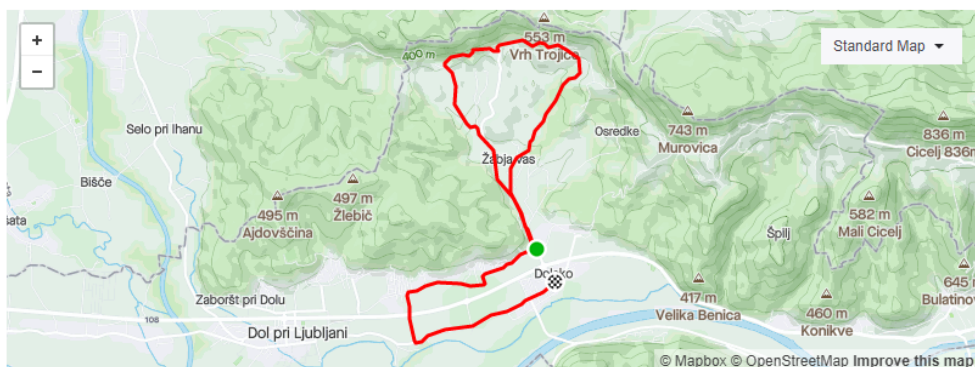 +
−
Standard Map
553 m
Vrh Trojice
400 m
Selo pri Ihanu
Osredke
743 m
Murovica
836 m
Cicelj 836m
Žabja vas
Bišče
497 m
Žlebič
495 m
Ajdovščina
582 m
Mali Cicelj
Špilj
Dolsko
Zaboršt pri Dolu
417 m
Velika Benica
460 m
Konikve
645
Bulatino
108
Dol pri Ljubljani
© Mapbox © OpenStreetMap Improve this map